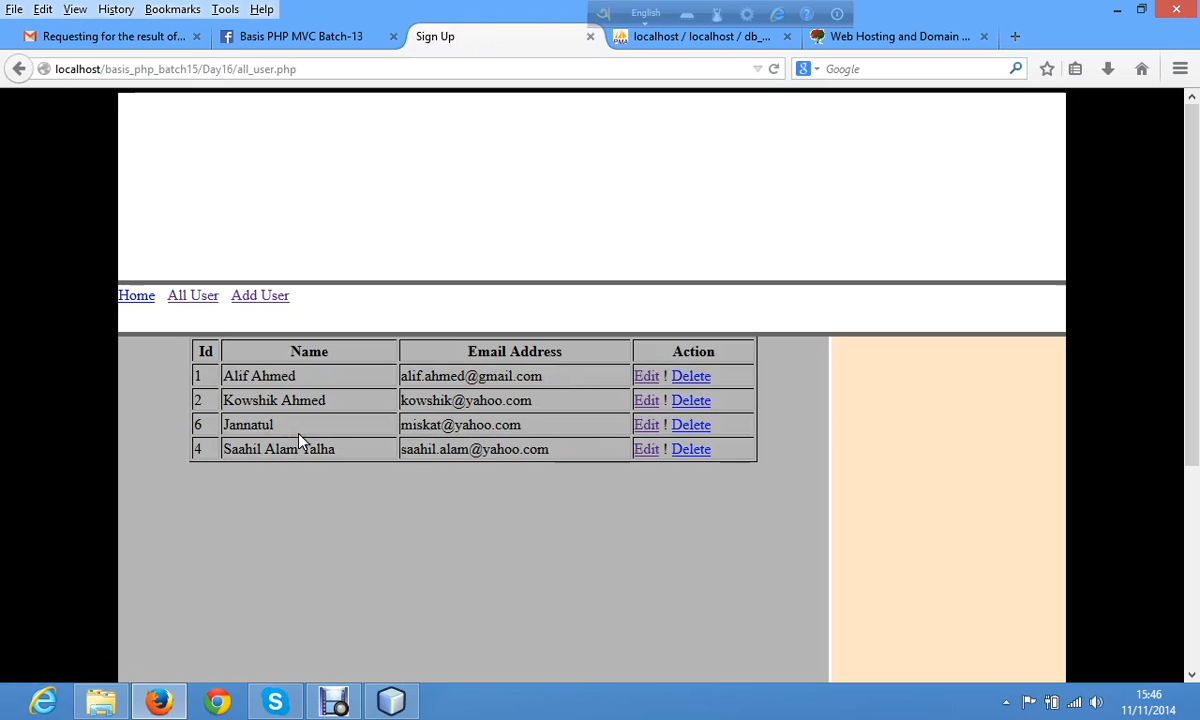 File Edit View History Bookmarks Tools Help
English
Requesting for the result of...
Basis PHP MVC Batch-13
Sign Up
localhost / localhost / db_...
Web Hosting and Domain ...
localhost/basis_php_batch15/Day16/all_user.php
Google
Home All User Add User
Id Name Email Address Action
1 Alif Ahmed alif.ahmed@gmail.com Edit ! Delete
2 Kowshik Ahmed kowshik@yahoo.com Edit ! Delete
6 Jannatul miskat@yahoo.com Edit ! Delete
4 Saahil Alam Talha saahil.alam@yahoo.com Edit ! Delete
15:46
11/11/2014